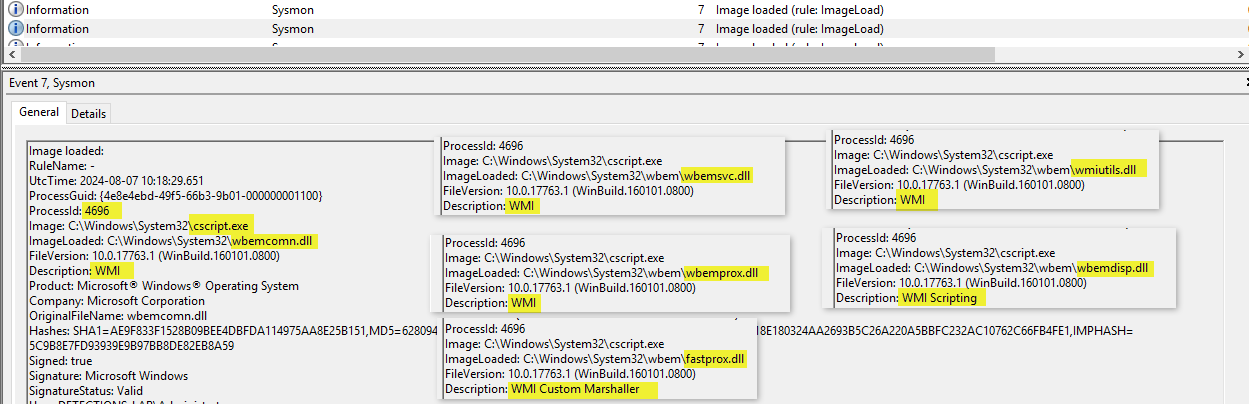 Information Sysmon 7 Image loaded (rule: ImageLoad)
Information Sysmon 7 Image loaded (rule: ImageLoad)
Information Sysmon 7 Image loaded (rule: ImageLoad)
Event 7, Sysmon
General Details
Image loaded:
RuleName: -
UtcTime: 2024-08-07 10:18:29.651
ProcessGuid: {4e8e4ebd-49f5-66b3-9b01-000000001100}
ProcessId: 4696
Image: C:\Windows\System32\cscript.exe
ImageLoaded: C:\Windows\System32\wbemcomn.dll
FileVersion: 10.0.17763.1 (WinBuild.160101.0800)
Description: WMI
Product: Microsoft® Windows® Operating System
Company: Microsoft Corporation
OriginalFileName: wbemcomn.dll
Hashes: SHA1=AE9F833F1528B09BEE4DBFDA114975AA8E25B151,MD5=628094 8E180324AA2693B5C26A220A5BBFC232AC10762C66FB4FE1,IMPHASH=
5C9B8E7FD93939E9B97BB8DE82EB8A59
Signed: true
Signature: Microsoft Windows
SignatureStatus: Valid
ProcessId: 4696
Image: C:\Windows\System32\cscript.exe
ImageLoaded: C:\Windows\System32\wbem\wbemsvc.dll
FileVersion: 10.0.17763.1 (WinBuild.160101.0800)
Description: WMI
ProcessId: 4696
Image: C:\Windows\System32\cscript.exe
ImageLoaded: C:\Windows\System32\wbem\wmiutils.dll
FileVersion: 10.0.17763.1 (WinBuild.160101.0800)
Description: WMI
ProcessId: 4696
Image: C:\Windows\System32\cscript.exe
ImageLoaded: C:\Windows\System32\wbem\wbemprox.dll
FileVersion: 10.0.17763.1 (WinBuild.160101.0800)
Description: WMI
ProcessId: 4696
Image: C:\Windows\System32\cscript.exe
ImageLoaded: C:\Windows\System32\wbem\wbemdisp.dll
FileVersion: 10.0.17763.1 (WinBuild.160101.0800)
Description: WMI Scripting
ProcessId: 4696
Image: C:\Windows\System32\cscript.exe
ImageLoaded: C:\Windows\System32\wbem\fastprox.dll
FileVersion: 10.0.17763.1 (WinBuild.160101.0800)
Description: WMI Custom Marshaller